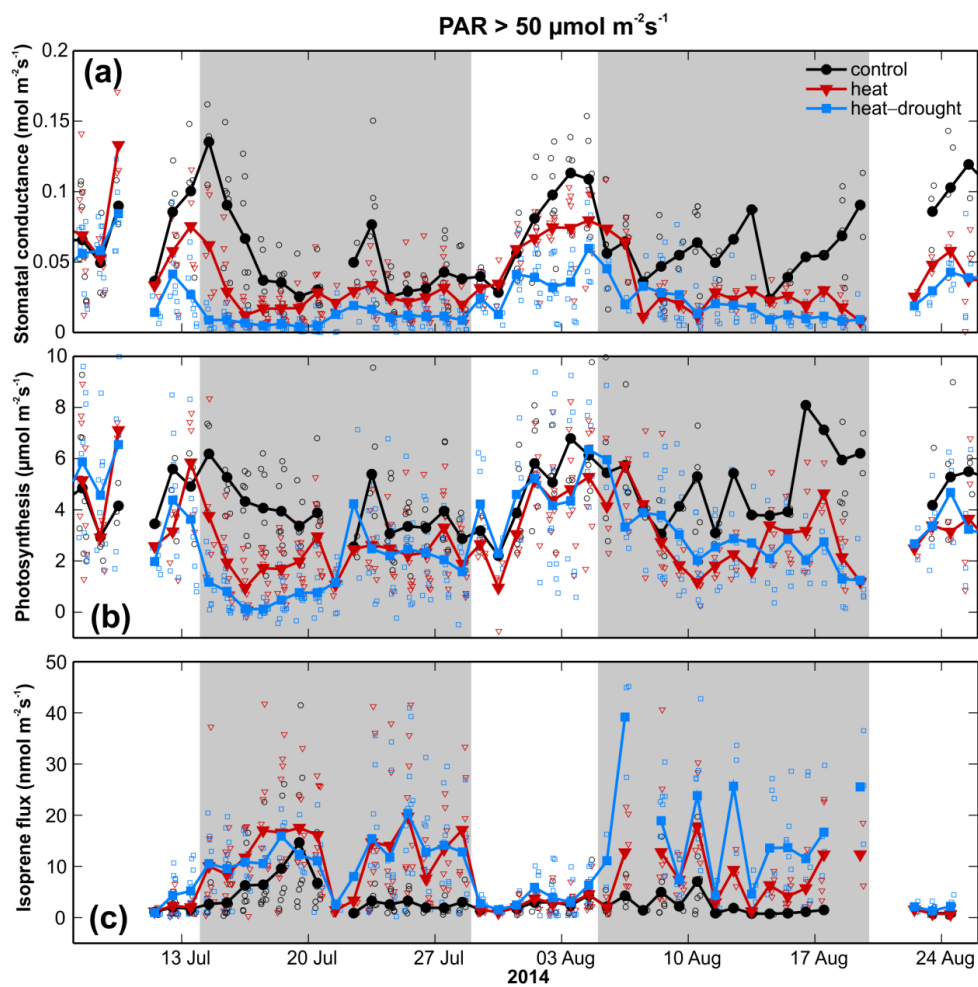 PAR > 50 µmol m⁻²s⁻¹
(a)
Stomatal conductance (mol m⁻²s⁻¹)
0.2
0.15
0.1
0.05
0
control
heat
heat–drought
(b)
Photosynthesis (µmol m⁻²s⁻¹)
10
8
6
4
2
0
(c)
Isoprene flux (nmol m⁻²s⁻¹)
50
40
30
20
10
0
13 Jul 20 Jul 27 Jul 03 Aug 10 Aug 17 Aug 24 Aug
2014